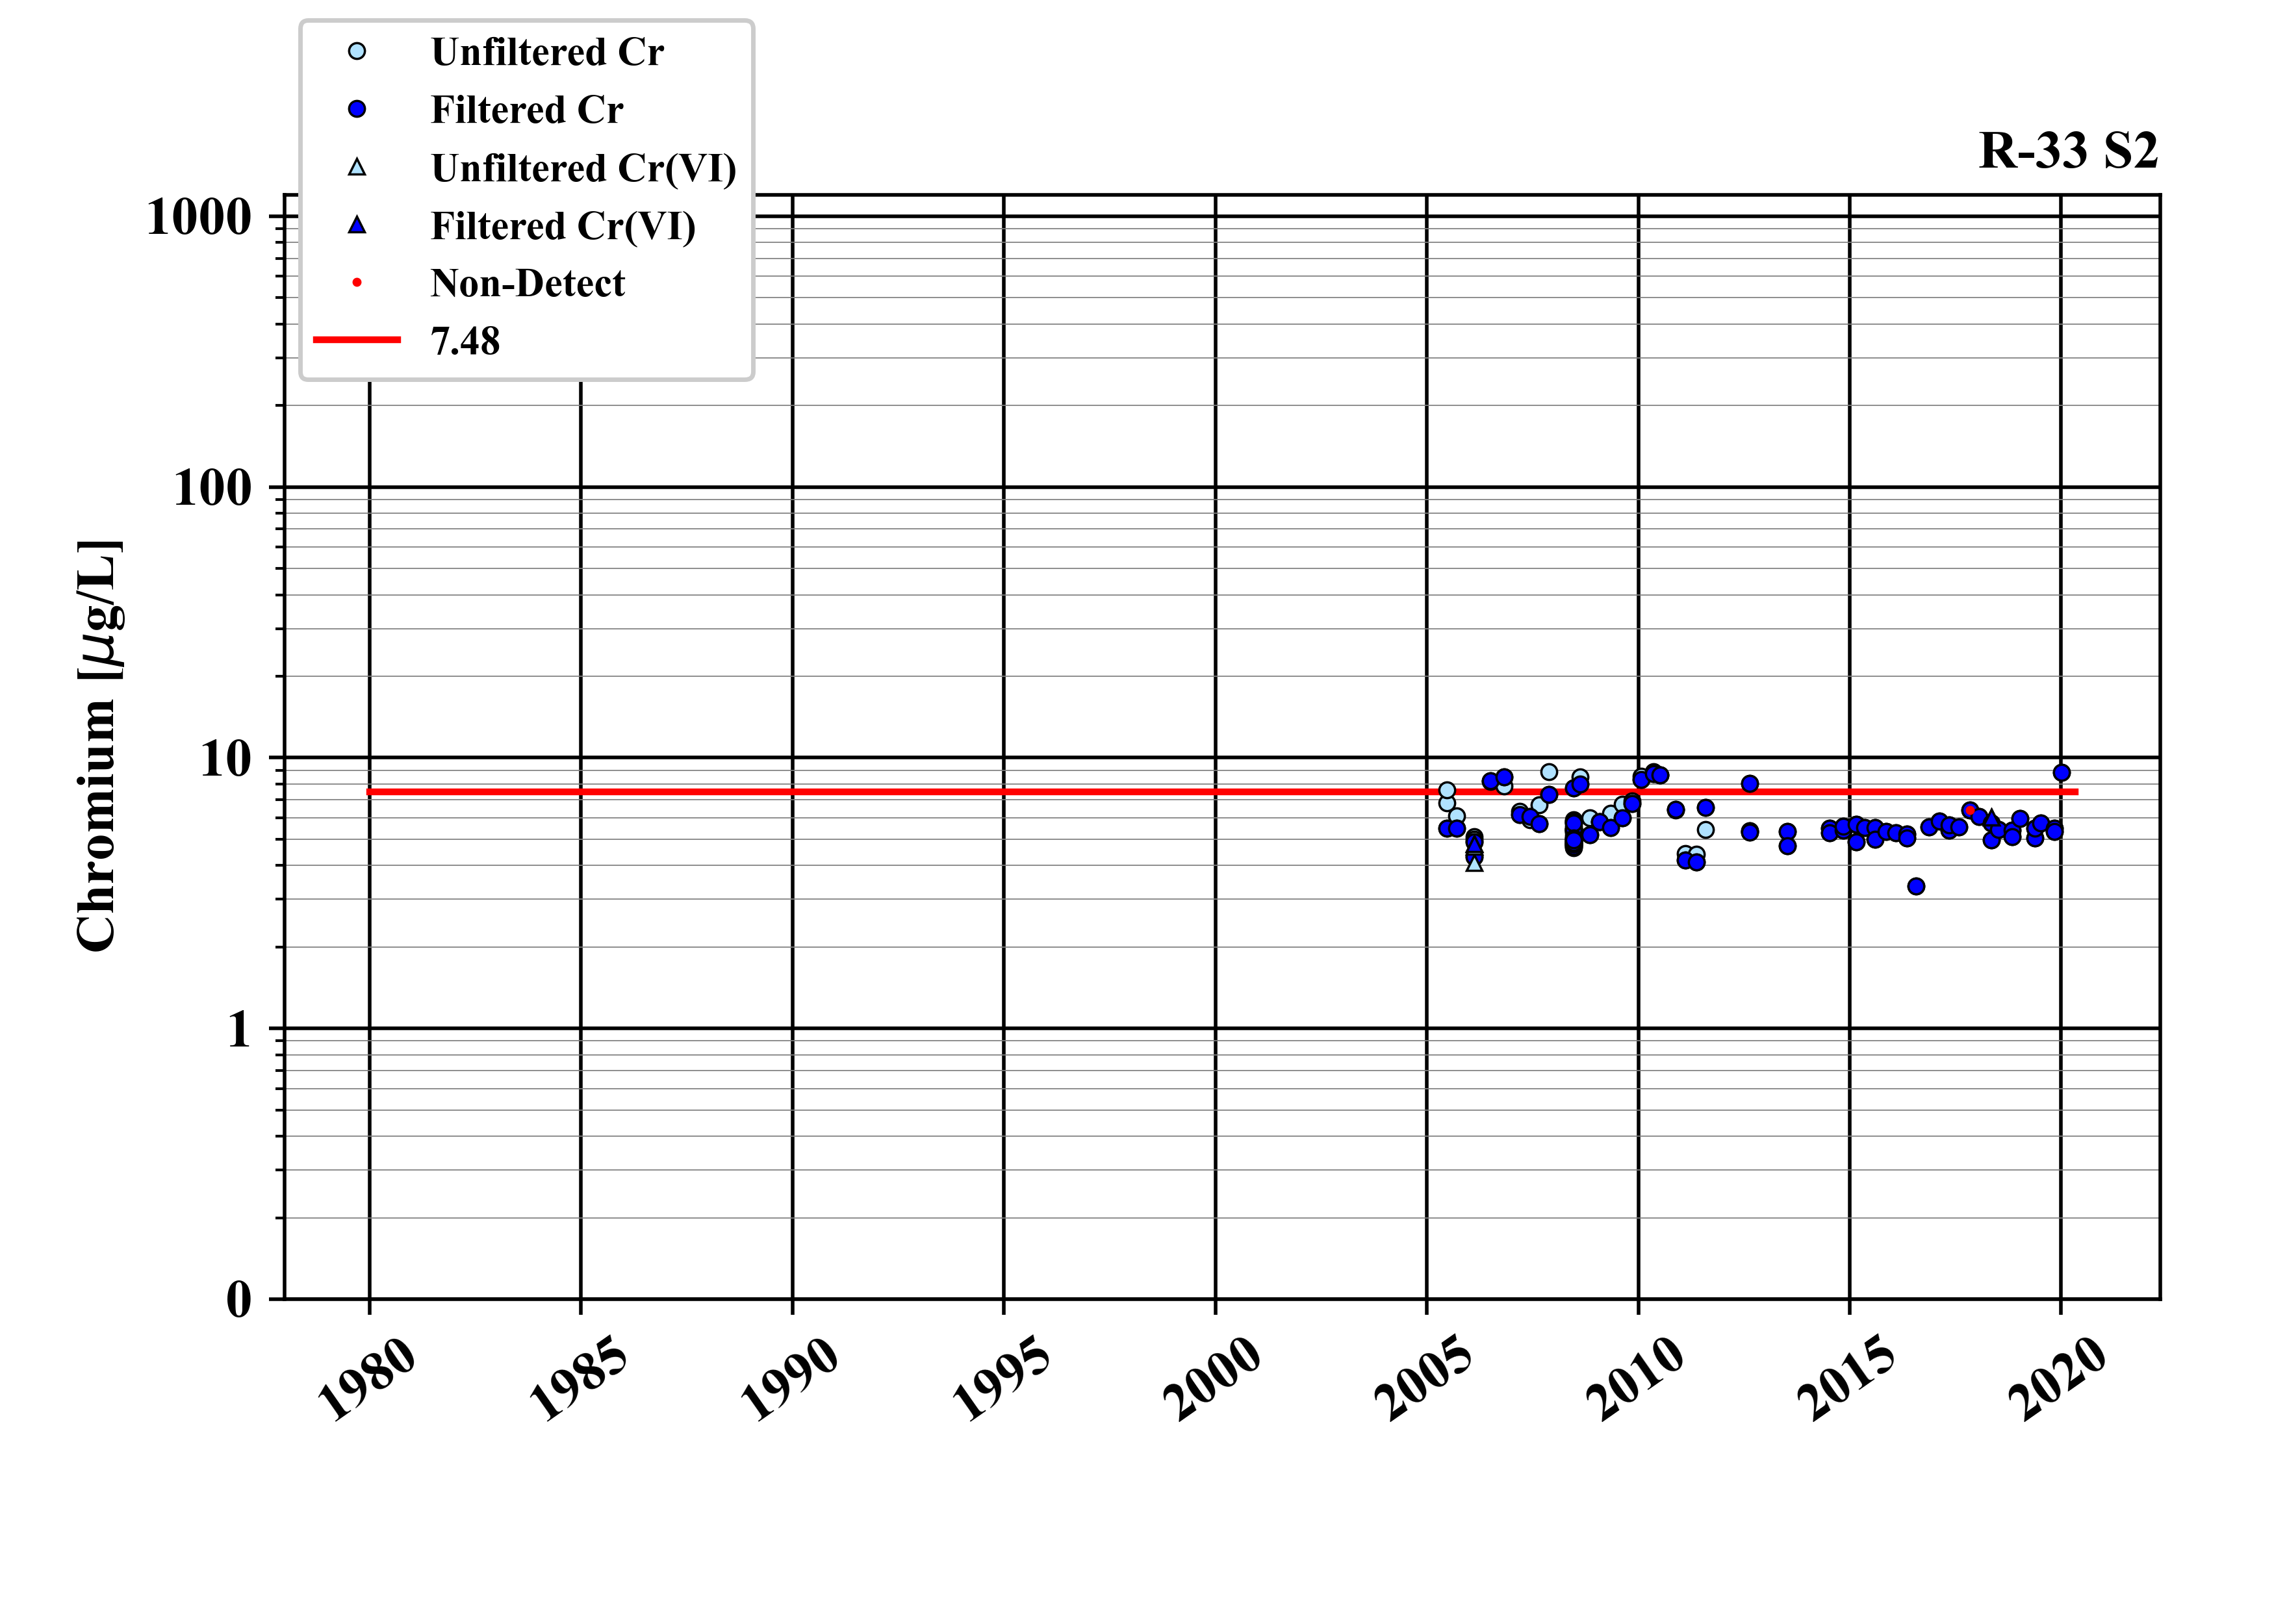 Unfiltered Cr
Filtered Cr
Unfiltered Cr(VI)
Filtered Cr(VI)
Non-Detect
7.48
R-33 S2
1000
100
10
1
0
Chromium [μg/L]
1980
1985
1990
1995
2000
2005
2010
2015
2020